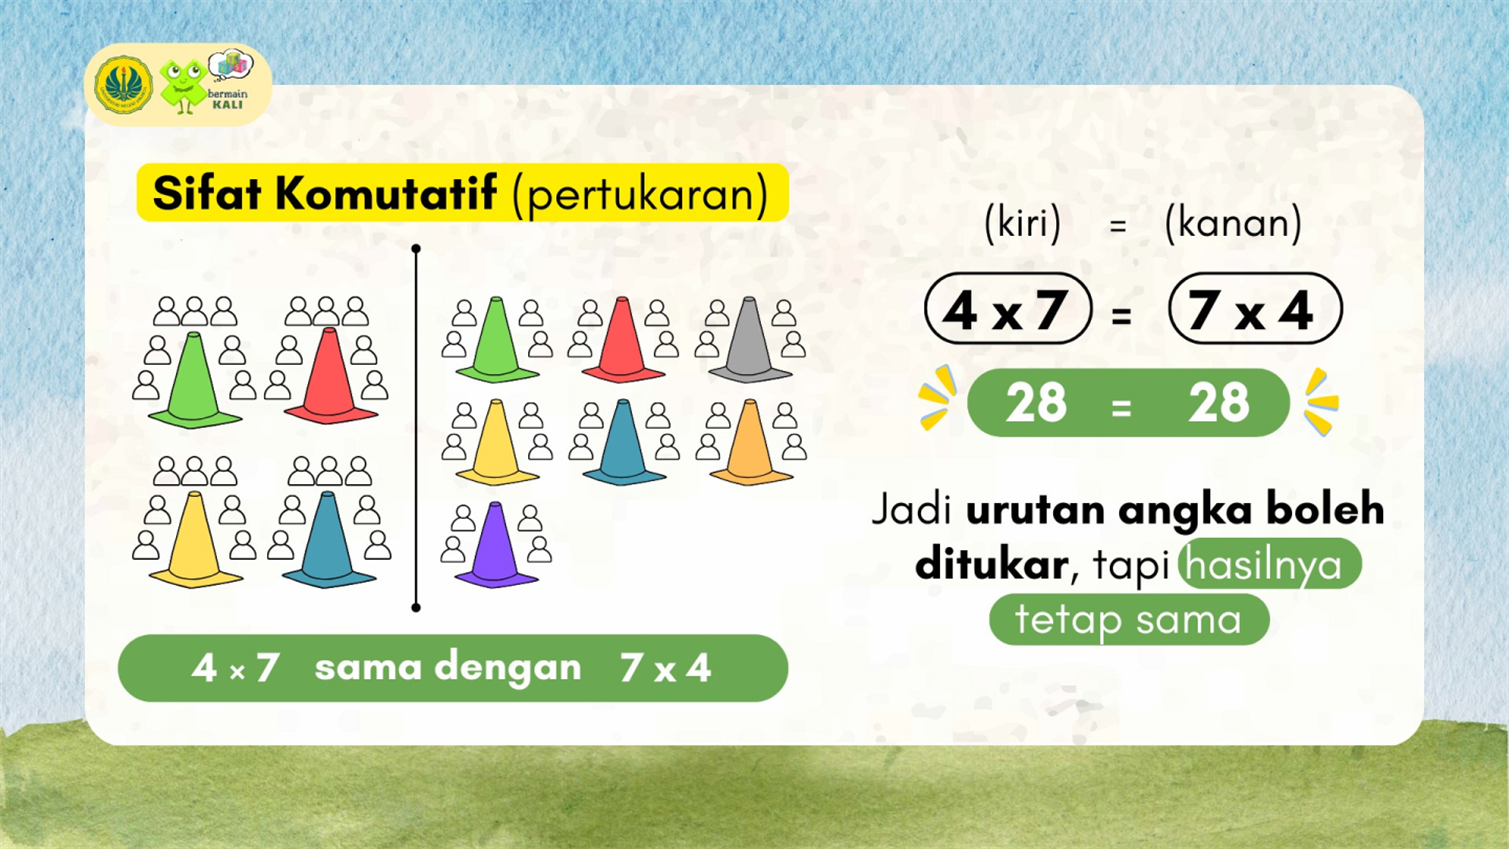 bermain
KALI
Sifat Komutatif (pertukaran)
4 × 7 sama dengan 7 x 4
(kiri) = (kanan)
4 x 7 = 7 x 4
28 = 28
Jadi urutan angka boleh
ditukar, tapi hasilnya
tetap sama